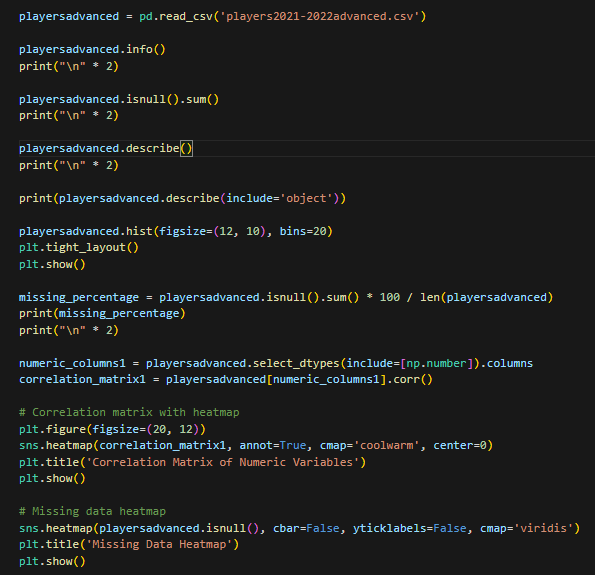 playersadvanced = pd.read_csv('players2021-2022advanced.csv')
playersadvanced.info()
print("\n" * 2)
playersadvanced.isnull().sum()
print("\n" * 2)
playersadvanced.describe()
print("\n" * 2)
print(playersadvanced.describe(include='object'))
playersadvanced.hist(figsize=(12, 10), bins=20)
plt.tight_layout()
plt.show()
missing_percentage = playersadvanced.isnull().sum() * 100 / len(playersadvanced)
print(missing_percentage)
print("\n" * 2)
numeric_columns1 = playersadvanced.select_dtypes(include=[np.number]).columns
correlation_matrix1 = playersadvanced[numeric_columns1].corr()
# Correlation matrix with heatmap
plt.figure(figsize=(20, 12))
sns.heatmap(correlation_matrix1, annot=True, cmap='coolwarm', center=0)
plt.title('Correlation Matrix of Numeric Variables')
plt.show()
# Missing data heatmap
sns.heatmap(playersadvanced.isnull(), cbar=False, yticklabels=False, cmap='viridis')
plt.title('Missing Data Heatmap')
plt.show()